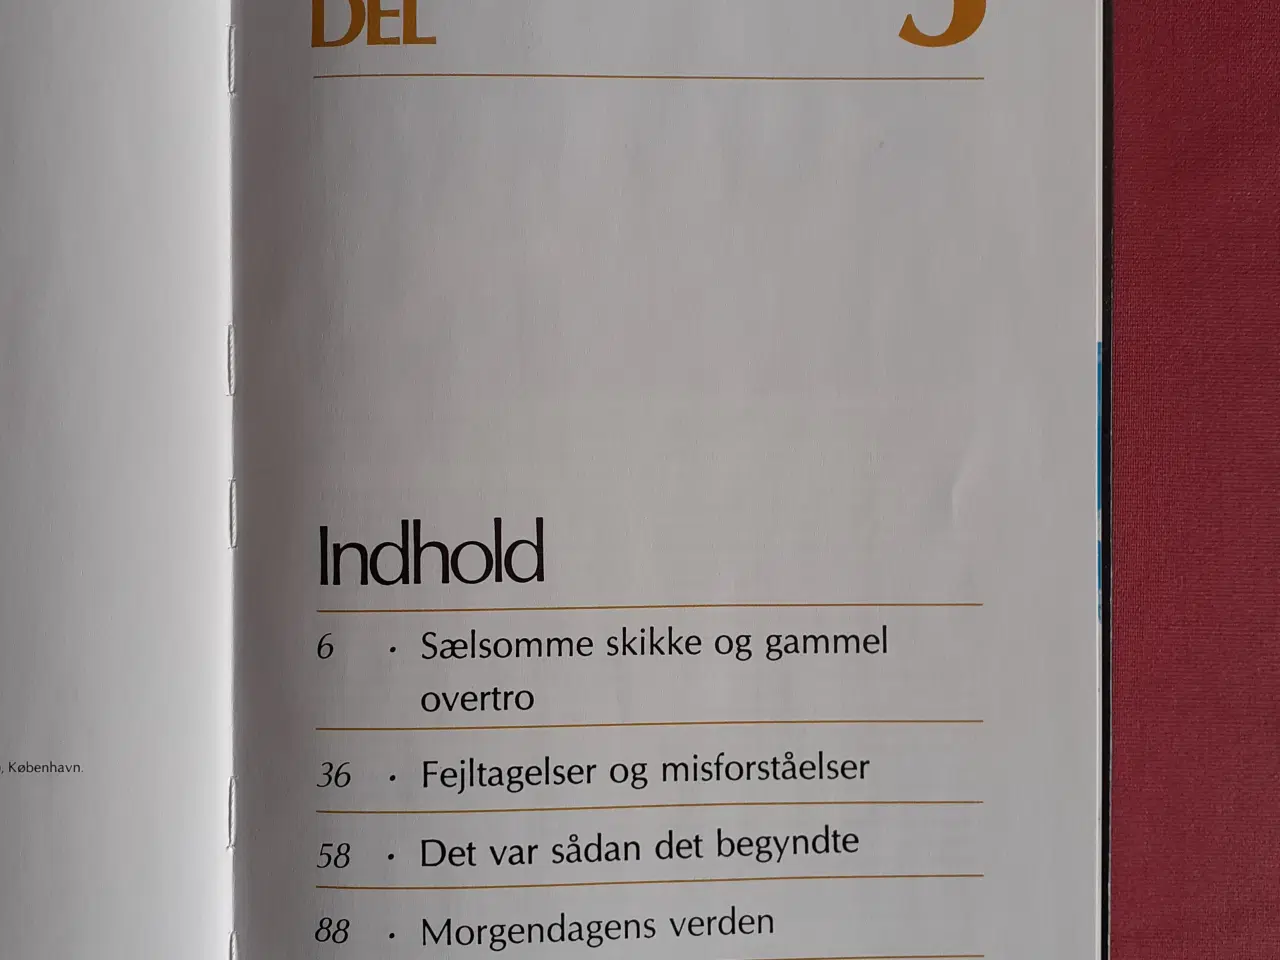 DEL
Indhold
6 · Sælsomme skikke og gammel
overtro
36 · Fejltagelser og misforståelser
58 · Det var sådan det begyndte
88 · Morgendagens verden
, København.